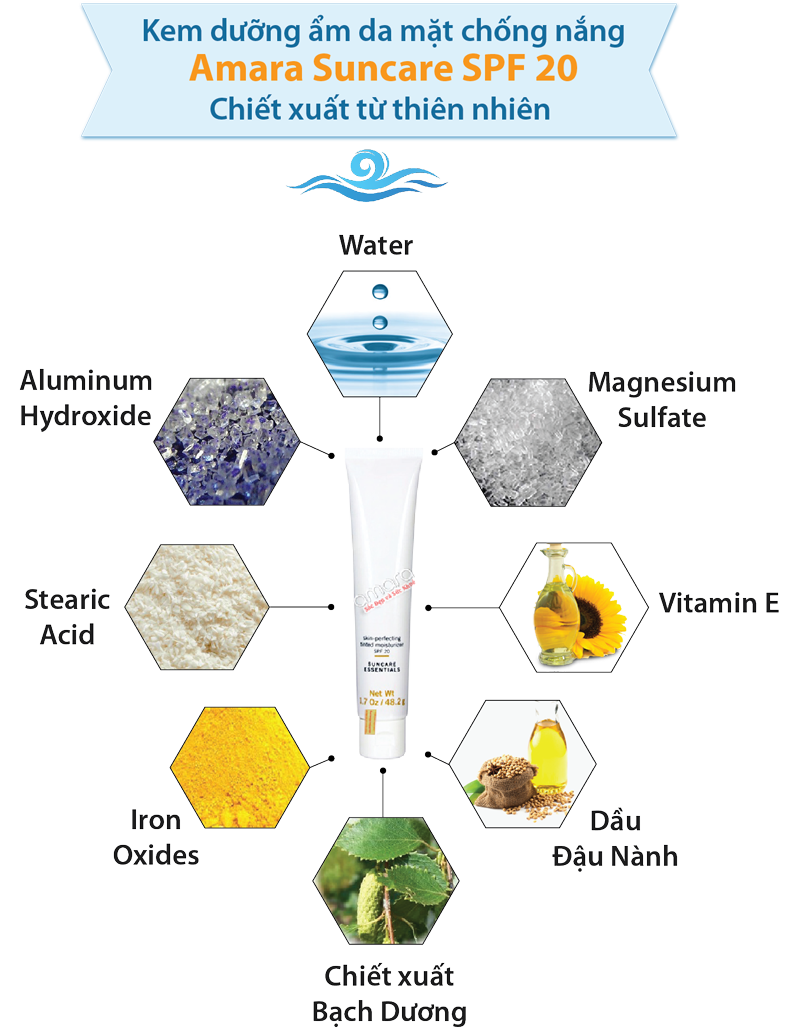 Kem dưỡng ẩm da mặt chống nắng
Amara Suncare SPF 20
Chiết xuất từ thiên nhiên
Water
Aluminum
Hydroxide
Magnesium
Sulfate
Stearic
Acid
Vitamin E
amara
Sắc Đẹp và Sức Khỏe
skin-perfecting
tinted moisturizer
SPF 20
SUNCARE
ESSENTIALS
Net Wt
1.7 Oz / 48.2g
Iron
Oxides
Dầu
Đậu Nành
Chiết xuất
Bạch Dương